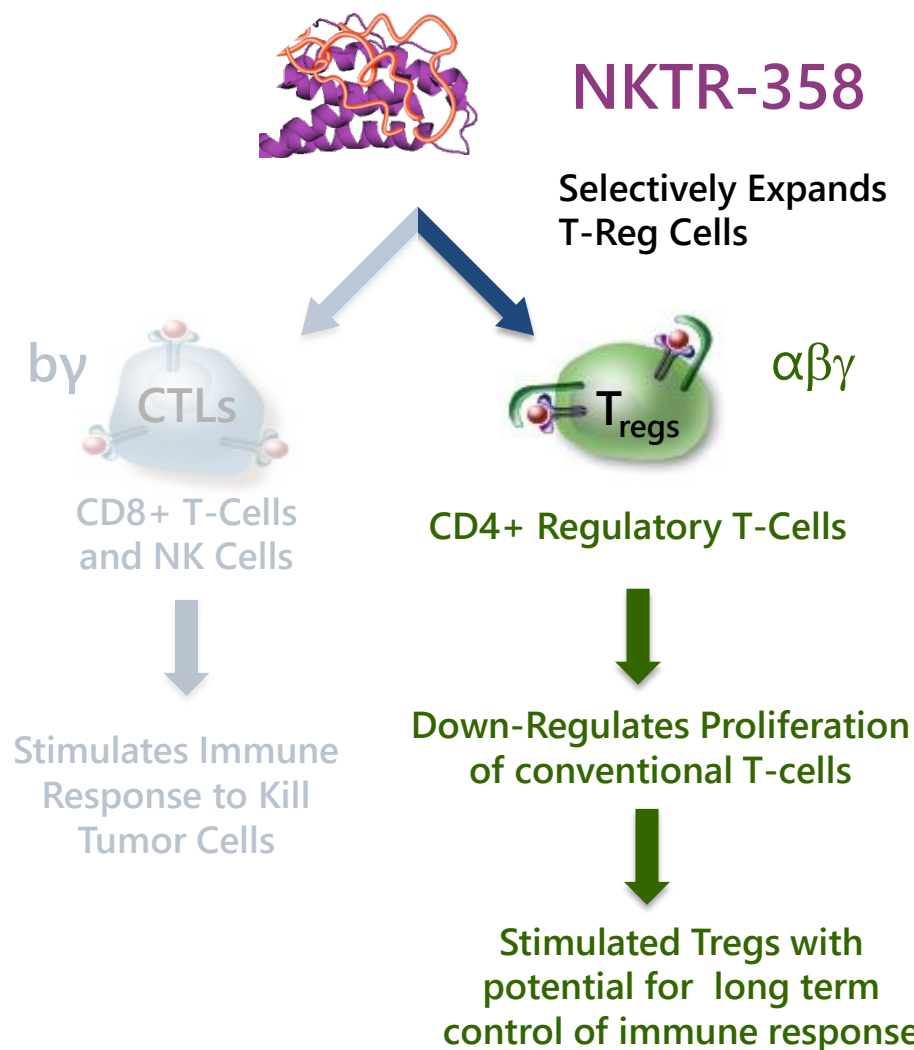 NKTR-358
Selectively Expands
T-Reg Cells
bγ
CTLs
CD8+ T-Cells
and NK Cells
Stimulates Immune
Response to Kill
Tumor Cells
Tregs
αβγ
CD4+ Regulatory T-Cells
Down-Regulates Proliferation
of conventional T-cells
Stimulated Tregs with
potential for long term
control of immune response